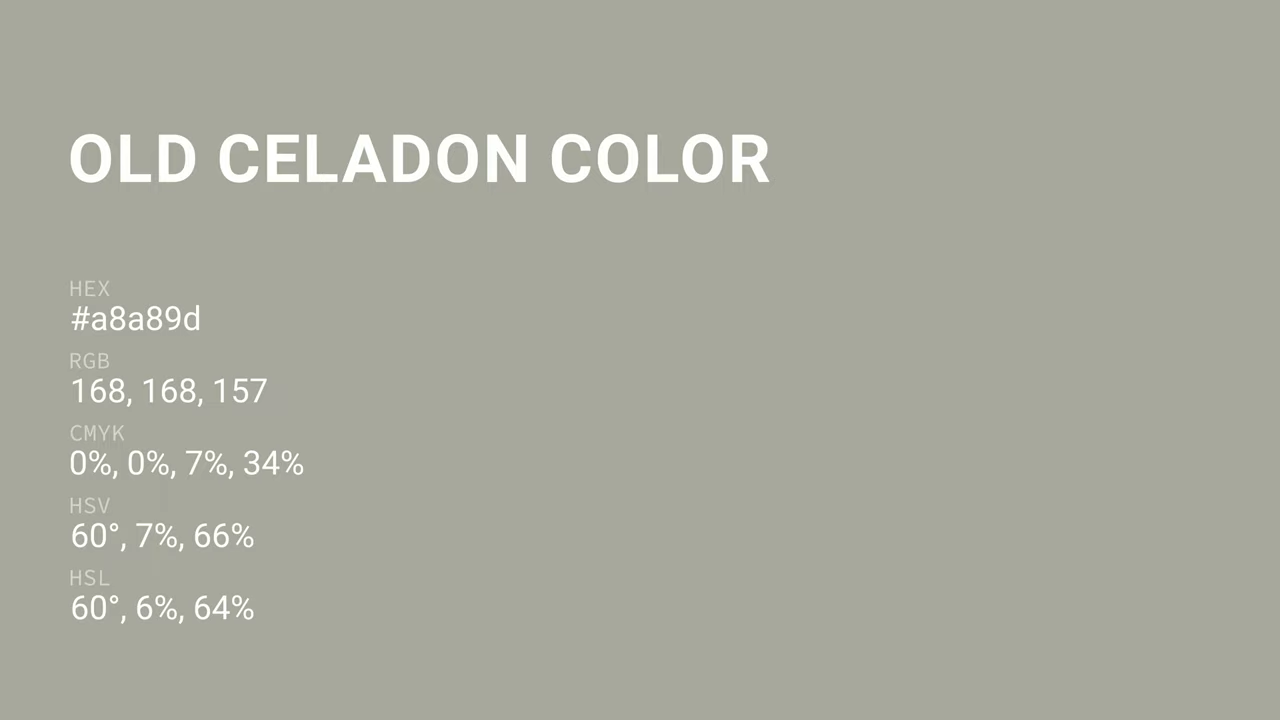 OLD CELADON COLOR
HEX
#a8a89d
RGB
168, 168, 157
CMYK
0%, 0%, 7%, 34%
HSV
60°, 7%, 66%
HSL
60°, 6%, 64%